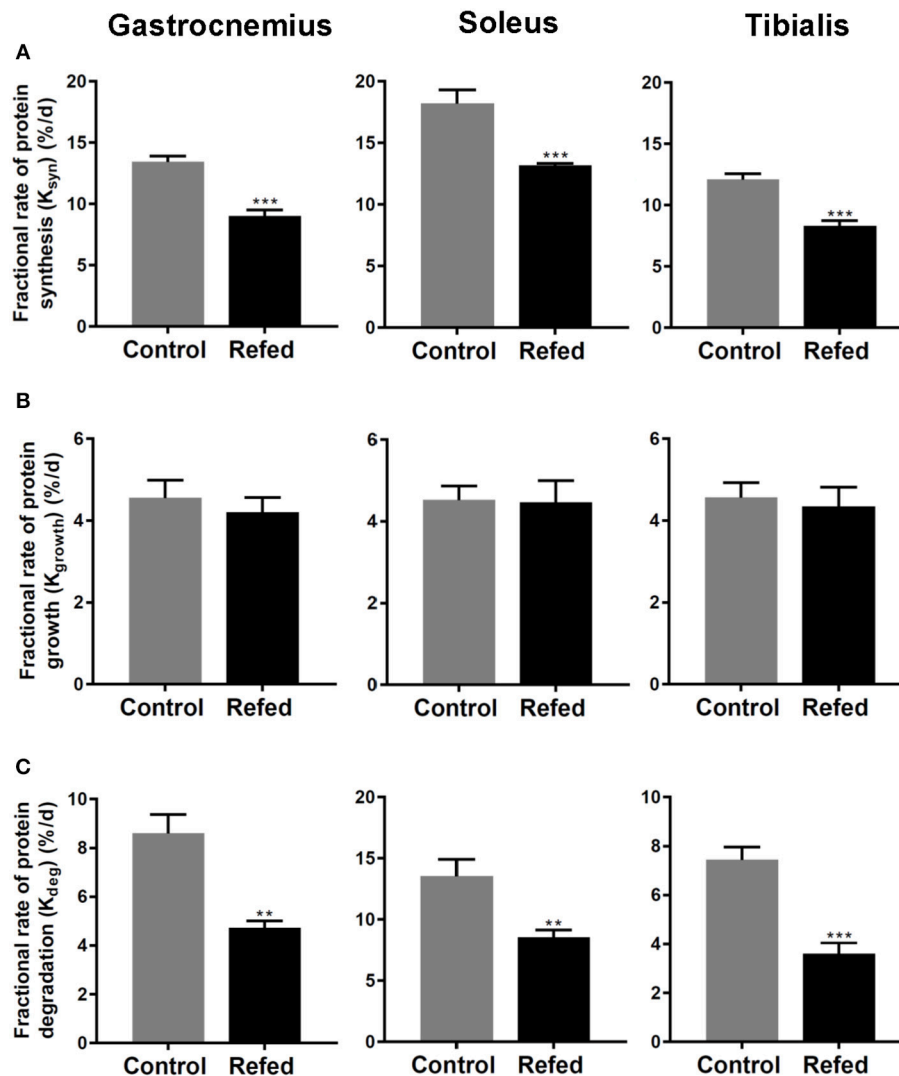 Gastrocnemius Soleus Tibialis
A
Fractional rate of protein
synthesis (K_syn) (%/d)
20 20 20
15 15 15
*** *** ***
10 10 10
5 5 5
0 0 0
Control Refed Control Refed Control Refed
B
Fractional rate of protein
growth (K_growth) (%/d)
6 6 6
4 4 4
2 2 2
0 0 0
Control Refed Control Refed Control Refed
C
Fractional rate of protein
degradation (K_deg) (%/d)
10 20 10
8 15 8
6 10 6
** ** ***
4 5 4
2 2
0 0 0
Control Refed Control Refed Control Refed